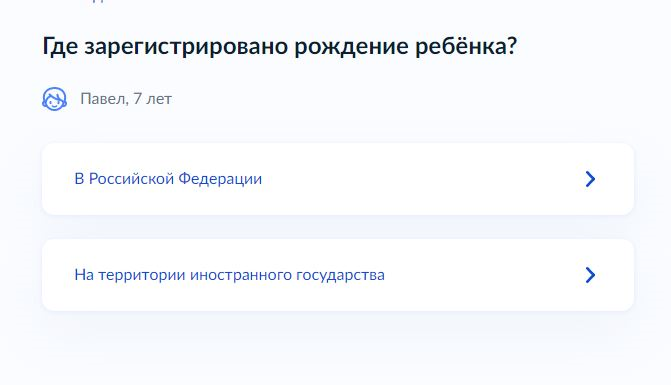 Где зарегистрировано рождение ребёнка?
Павел, 7 лет
В Российской Федерации
На территории иностранного государства